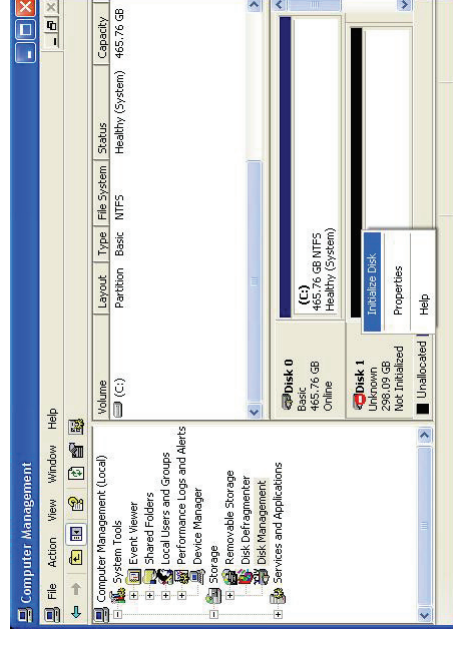 Computer Management
File Action View Window Help
Computer Management (Local)
System Tools
Event Viewer
Shared Folders
Local Users and Groups
Performance Logs and Alerts
Device Manager
Storage
Removable Storage
Disk Defragmenter
Disk Management
Services and Applications
Volume Layout Type File System Status Capacity
(C:) Partition Basic NTFS Healthy (System) 465.76 GB
Disk 0
Basic
465.76 GB
Online
(C:)
465.76 GB NTFS
Healthy (System)
Disk 1
Unknown
298.09 GB
Not Initialized
Initialize Disk
Properties
Help
Unallocated